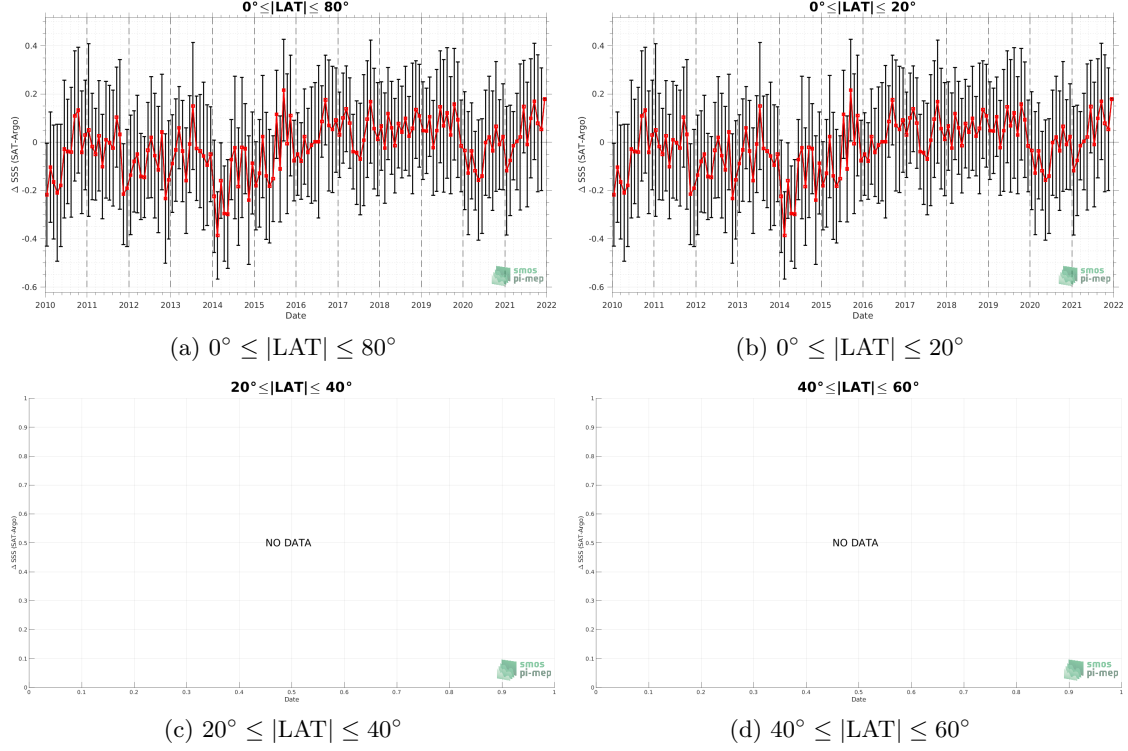 0°≤|LAT|≤ 80°
Δ SSS (SAT-Argo)
0.4
0.2
0
-0.2
-0.4
-0.6
2010 2011 2012 2013 2014 2015 2016 2017 2018 2019 2020 2021 2022
Date
smos
pi-mep
(a) 0° ≤ |LAT| ≤ 80°
0°≤|LAT|≤ 20°
Δ SSS (SAT-Argo)
0.4
0.2
0
-0.2
-0.4
-0.6
2010 2011 2012 2013 2014 2015 2016 2017 2018 2019 2020 2021 2022
Date
smos
pi-mep
(b) 0° ≤ |LAT| ≤ 20°
20°≤|LAT|≤ 40°
Δ SSS (SAT-Argo)
1
0.9
0.8
0.7
0.6
0.5
0.4
0.3
0.2
0.1
0
NO DATA
0 0.1 0.2 0.3 0.4 0.5 0.6 0.7 0.8 0.9 1
Date
smos
pi-mep
(c) 20° ≤ |LAT| ≤ 40°
40°≤|LAT|≤ 60°
Δ SSS (SAT-Argo)
1
0.9
0.8
0.7
0.6
0.5
0.4
0.3
0.2
0.1
0
NO DATA
0 0.1 0.2 0.3 0.4 0.5 0.6 0.7 0.8 0.9 1
Date
smos
pi-mep
(d) 40° ≤ |LAT| ≤ 60°